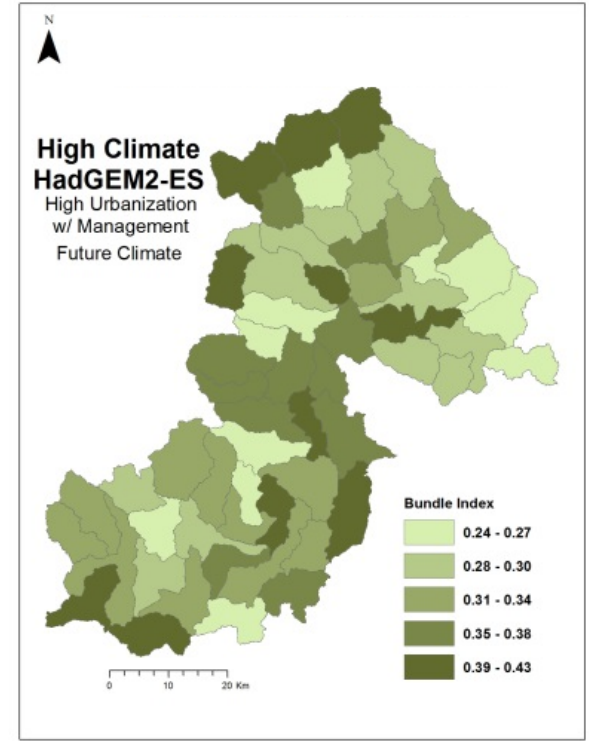 N
High Climate
HadGEM2-ES
High Urbanization
w/ Management
Future Climate
Bundle Index
0.24 - 0.27
0.28 - 0.30
0.31 - 0.34
0.35 - 0.38
0.39 - 0.43
0 10 20 Km